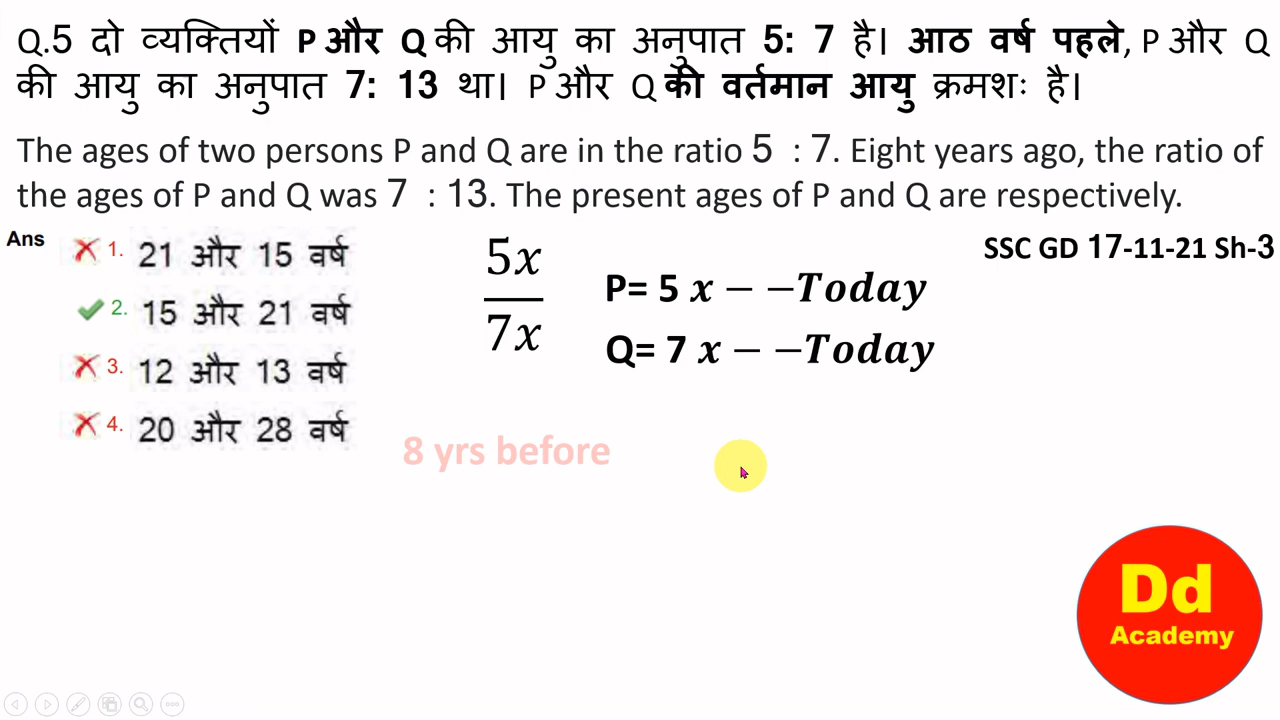 Q.5 दो व्यक्तियों P और Q की आयु का अनुपात 5: 7 है। आठ वर्ष पहले, P और Q
की आयु का अनुपात 7: 13 था। P और Q की वर्तमान आयु क्रमशः है।
The ages of two persons P and Q are in the ratio 5 : 7. Eight years ago, the ratio of
the ages of P and Q was 7 : 13. The present ages of P and Q are respectively.
SSC GD 17-11-21 Sh-3
Ans
1. 21 और 15 वर्ष
2. 15 और 21 वर्ष
3. 12 और 13 वर्ष
4. 20 और 28 वर्ष
5x
7x
P= 5 x − −Today
Q= 7 x − −Today
8 yrs before
Dd
Academy